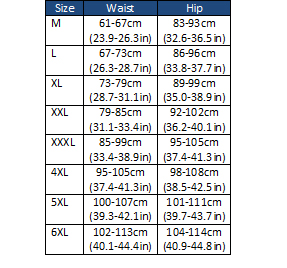 Size Waist Hip
M 61-67cm 83-93cm
(23.9-26.3in) (32.6-36.5in)
L 67-73cm 86-96cm
(26.3-28.7in) (33.8-37.7in)
XL 73-79cm 89-99cm
(28.7-31.1in) (35.0-38.9in)
XXL 79-85cm 92-102cm
(31.1-33.4in) (36.2-40.1in)
XXXL 85-99cm 95-105cm
(33.4-38.9in) (37.4-41.3in)
4XL 95-105cm 98-108cm
(37.4-41.3in) (38.5-42.5in)
5XL 100-107cm 101-111cm
(39.3-42.1in) (39.7-43.7in)
6XL 102-113cm 104-114cm
(40.1-44.4in) (40.9-44.8in)